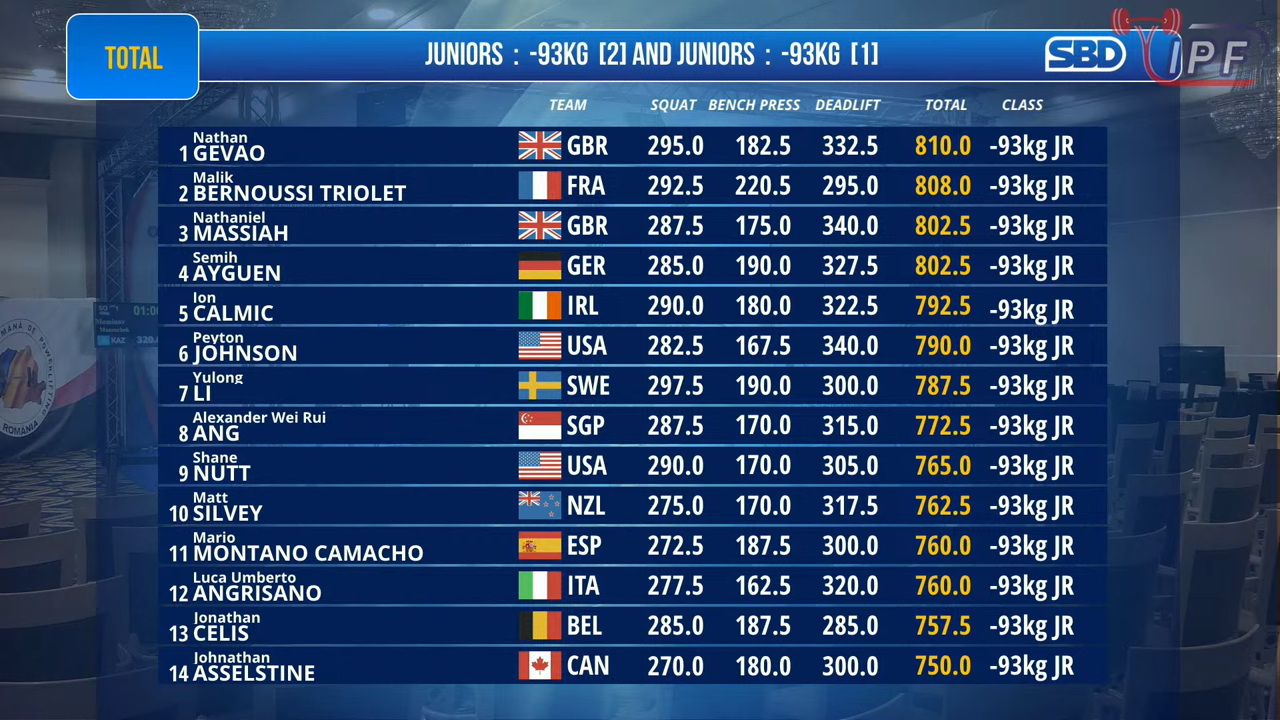 TOTAL
JUNIORS : -93KG [2] AND JUNIORS : -93KG [1]
SBD
IPF
TEAM SQUAT BENCH PRESS DEADLIFT TOTAL CLASS
Nathan
1 GEVAO GBR 295.0 182.5 332.5 810.0 -93kg JR
Malik
2 BERNOUSSI TRIOLET FRA 292.5 220.5 295.0 808.0 -93kg JR
Nathaniel
3 MASSIAH GBR 287.5 175.0 340.0 802.5 -93kg JR
Semih
4 AYGUEN GER 285.0 190.0 327.5 802.5 -93kg JR
Ion
5 CALMIC IRL 290.0 180.0 322.5 792.5 -93kg JR
Peyton
6 JOHNSON USA 282.5 167.5 340.0 790.0 -93kg JR
Yulong
7 LI SWE 297.5 190.0 300.0 787.5 -93kg JR
Alexander Wei Rui
8 ANG SGP 287.5 170.0 315.0 772.5 -93kg JR
Shane
9 NUTT USA 290.0 170.0 305.0 765.0 -93kg JR
Matt
10 SILVEY NZL 275.0 170.0 317.5 762.5 -93kg JR
Mario
11 MONTANO CAMACHO ESP 272.5 187.5 300.0 760.0 -93kg JR
Luca Umberto
12 ANGRISANO ITA 277.5 162.5 320.0 760.0 -93kg JR
Jonathan
13 CELIS BEL 285.0 187.5 285.0 757.5 -93kg JR
Johnathan
14 ASSELSTINE CAN 270.0 180.0 300.0 750.0 -93kg JR
01:0
KAZ 320.
ROMÂNIA